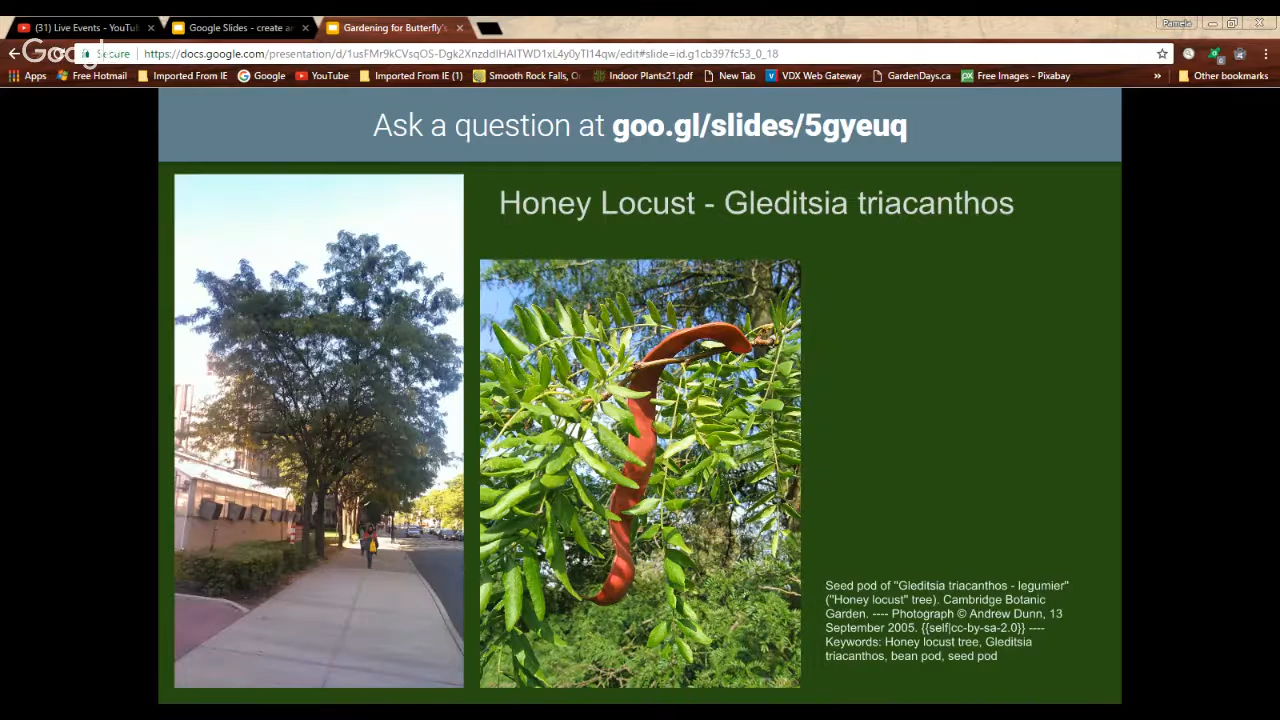 (31) Live Events - YouTu
Google Slides - create a
Gardening for Butterfly's
Pamela
Secure
https://docs.google.com/presentation/d/1usFMr9kCVsqOS-Dgk2XnzddIHAITWD1xL4y0yTI14qw/edit#slide=id.g1cb397fc53_0_18
Apps
Free Hotmail
Imported From IE
Google
YouTube
Imported From IE (1)
Smooth Rock Falls, O
Indoor Plants21.pdf
New Tab
VDX Web Gateway
GardenDays.ca
Free Images - Pixabay
»
Other bookmarks
Ask a question at goo.gl/slides/5gyeuq
Honey Locust - Gleditsia triacanthos
Seed pod of "Gleditsia triacanthos - legumier"
("Honey locust" tree). Cambridge Botanic
Garden. ---- Photograph © Andrew Dunn, 13
September 2005. {{self|cc-by-sa-2.0}} ----
Keywords: Honey locust tree, Gleditsia
triacanthos, bean pod, seed pod